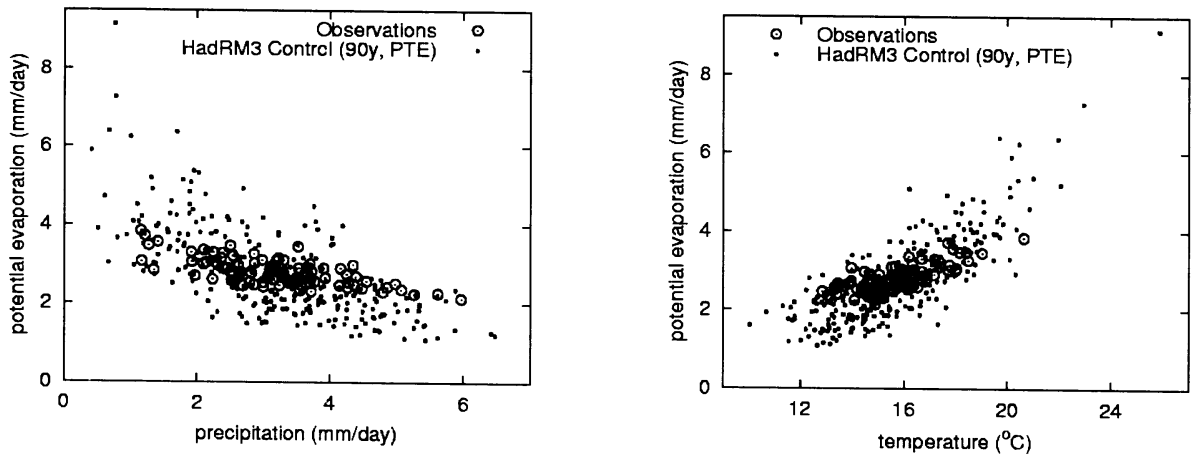 Observations
HadRM3 Control (90y, PTE)
potential evaporation (mm/day)
8
6
4
2
0
0 2 4 6
precipitation (mm/day)
Observations
HadRM3 Control (90y, PTE)
potential evaporation (mm/day)
8
6
4
2
0
12 16 20 24
temperature (°C)